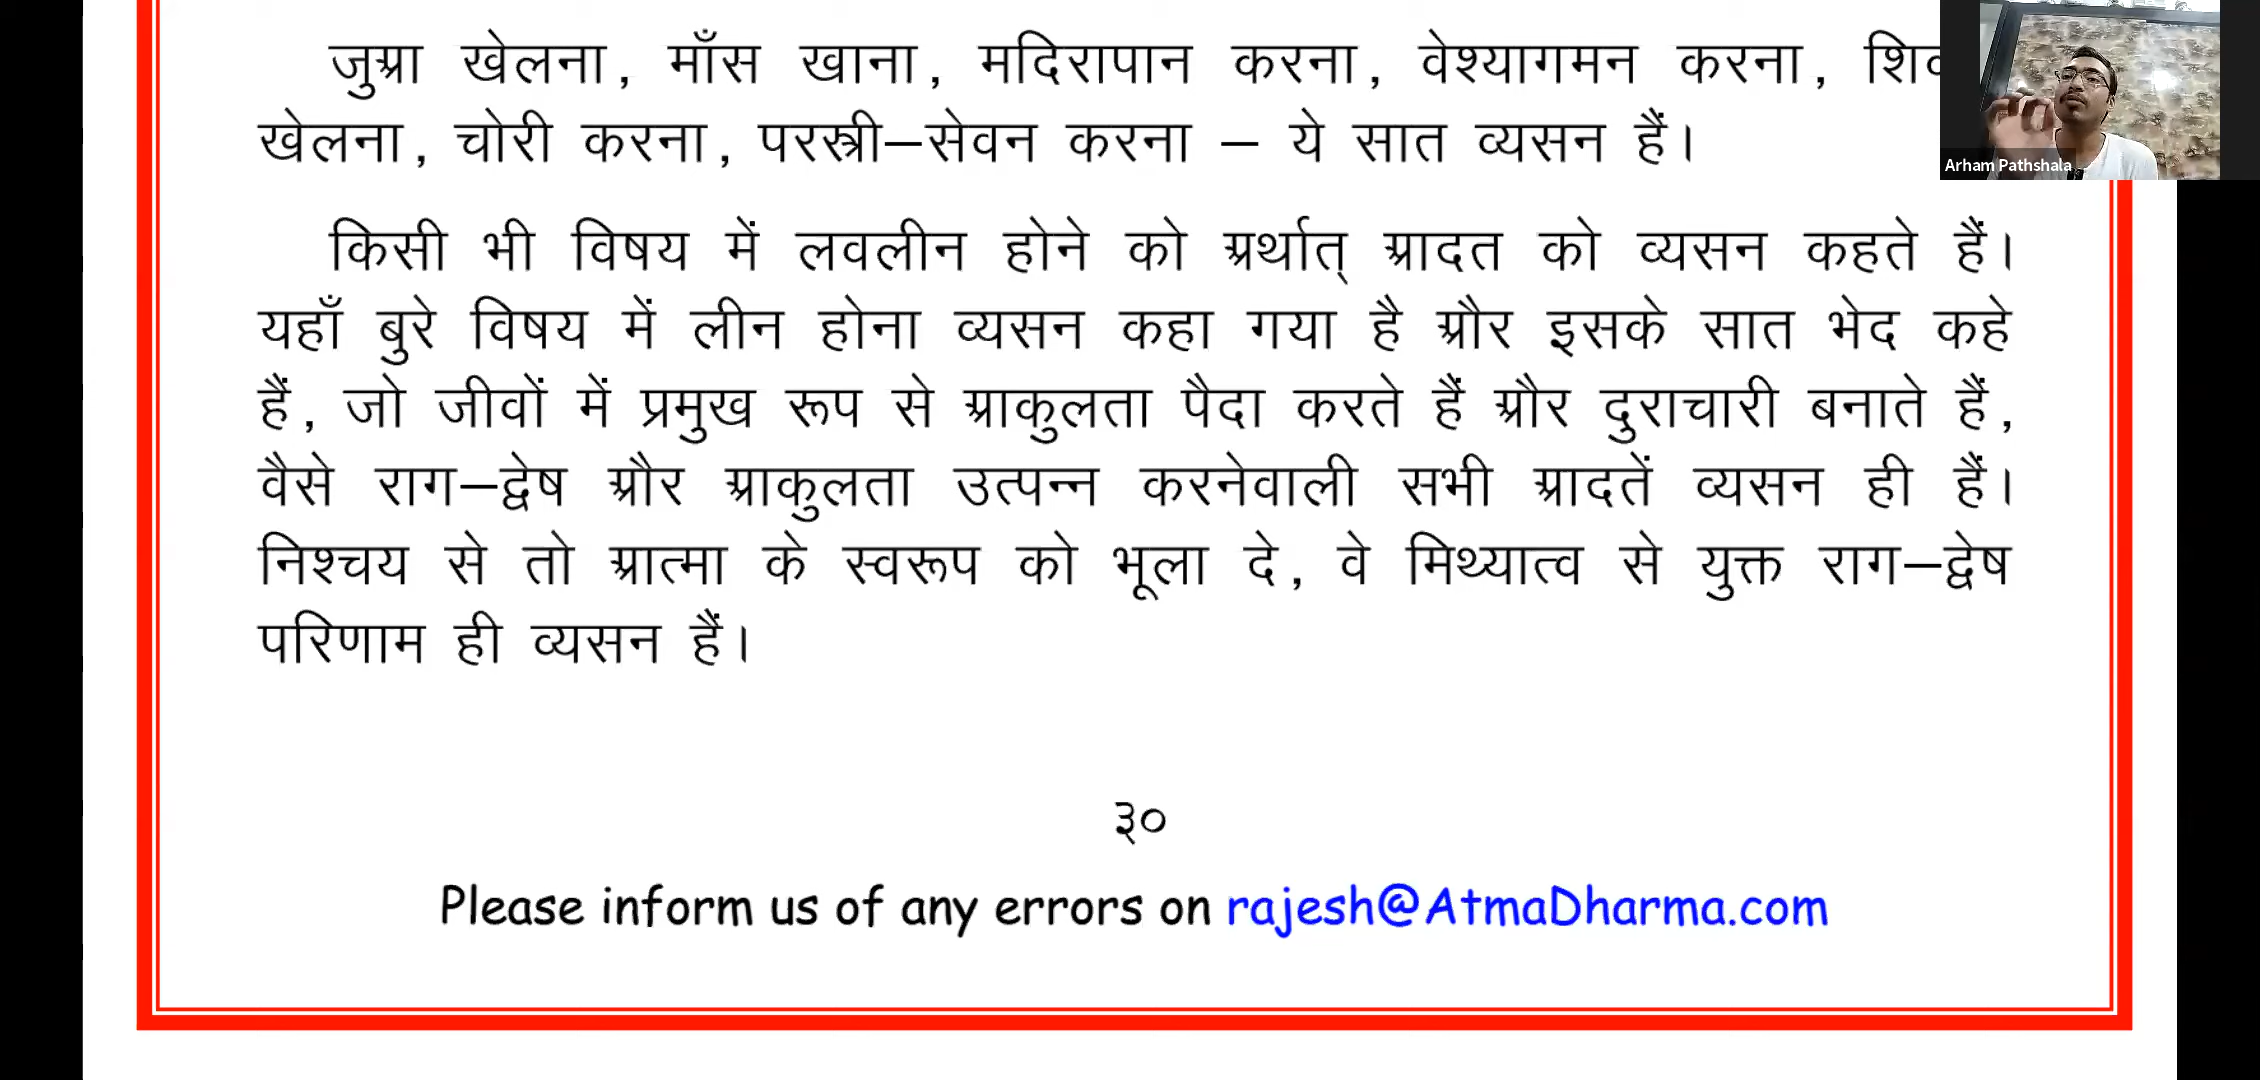 जुआ खेलना, माँस खाना, मदिरापान करना, वेश्यागमन करना,
खेलना, चोरी करना, परस्त्री–सेवन करना – ये सात व्यसन हैं।
किसी भी विषय में लवलीन होने को अर्थात् आदत को व्यसन कहते हैं।
यहाँ बुरे विषय में लीन होना व्यसन कहा गया है और इसके सात भेद कहे
हैं, जो जीवों में प्रमुख रूप से आकुलता पैदा करते हैं और दुराचारी बनाते हैं,
वैसे राग–द्वेष और आकुलता उत्पन्न करनेवाली सभी आदतें व्यसन ही हैं।
निश्चय से तो आत्मा के स्वरूप को भूला दे, वे मिथ्यात्व से युक्त राग–द्वेष
परिणाम ही व्यसन हैं।
३०
Please inform us of any errors on rajesh@AtmaDharma.com
Arham Pathshala